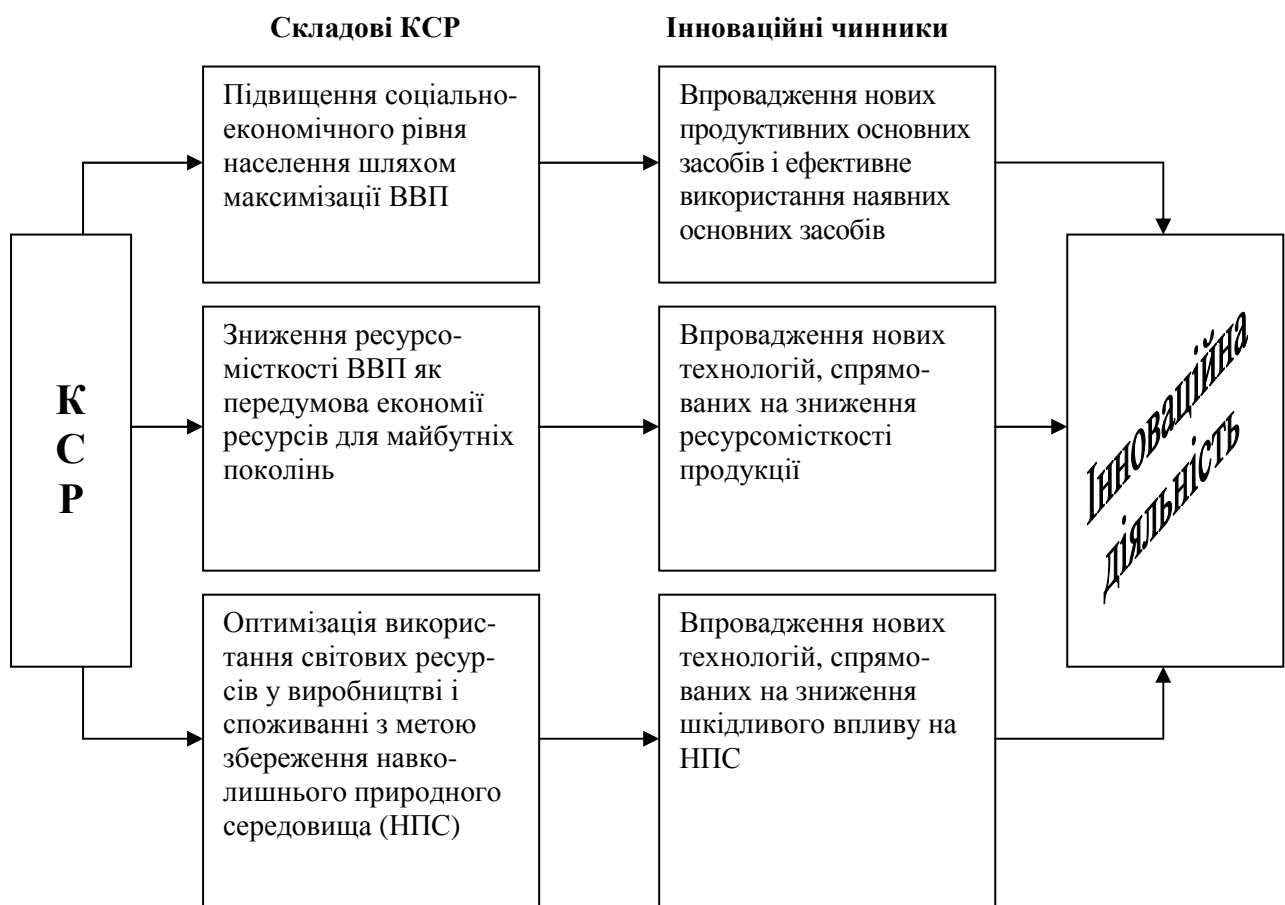 Складові КСР
Інноваційні чинники
Підвищення соціально-
економічного рівня
населення шляхом
максимізації ВВП
Впровадження нових
продуктивних основних
засобів і ефективне
використання наявних
основних засобів
К
С
Р
Зниження ресурсо-
місткості ВВП як
передумова економії
ресурсів для майбутніх
поколінь
Впровадження нових
технологій, спрямо-
ваних на зниження
ресурсомісткості
продукції
Інноваційна
діяльність
Оптимізація викорис-
тання світових ресур-
сів у виробництві і
споживанні з метою
збереження навко-
лишнього природного
середовища (НПС)
Впровадження нових
технологій, спрямо-
ваних на зниження
шкідливого впливу на
НПС